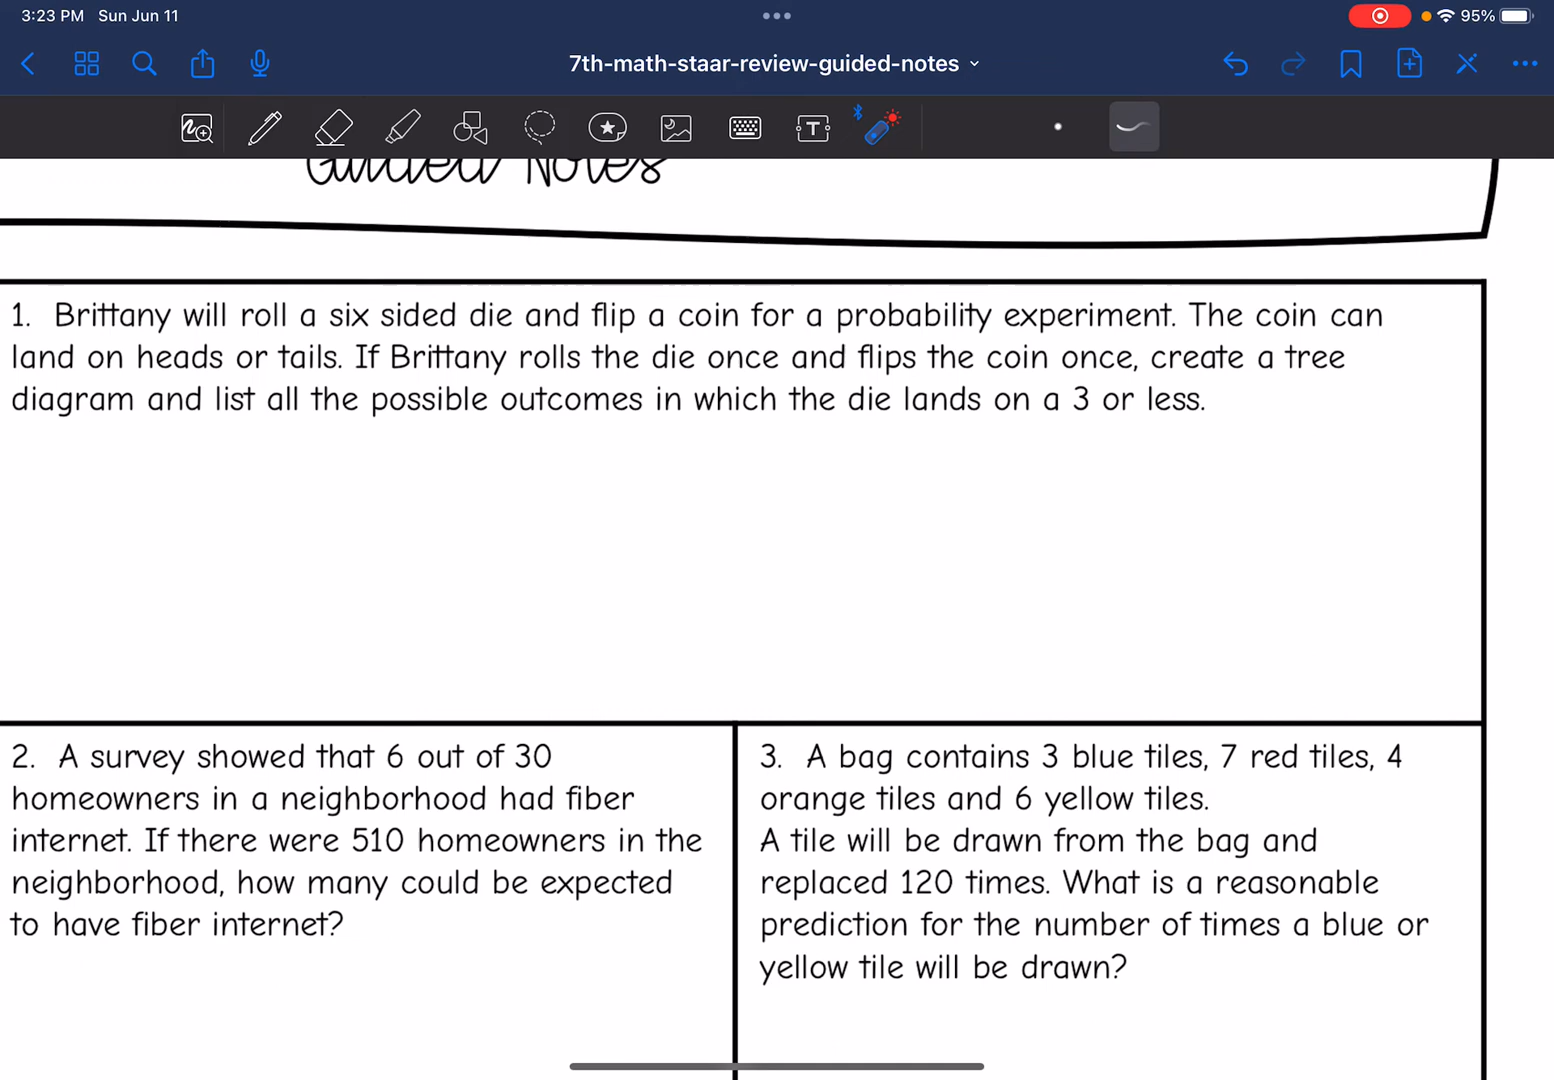 3:23 PM Sun Jun 11
95%
7th-math-staar-review-guided-notes
T
Guided Notes
1. Brittany will roll a six sided die and flip a coin for a probability experiment. The coin can
land on heads or tails. If Brittany rolls the die once and flips the coin once, create a tree
diagram and list all the possible outcomes in which the die lands on a 3 or less.
2. A survey showed that 6 out of 30
homeowners in a neighborhood had fiber
internet. If there were 510 homeowners in the
neighborhood, how many could be expected
to have fiber internet?
3. A bag contains 3 blue tiles, 7 red tiles, 4
orange tiles and 6 yellow tiles.
A tile will be drawn from the bag and
replaced 120 times. What is a reasonable
prediction for the number of times a blue or
yellow tile will be drawn?